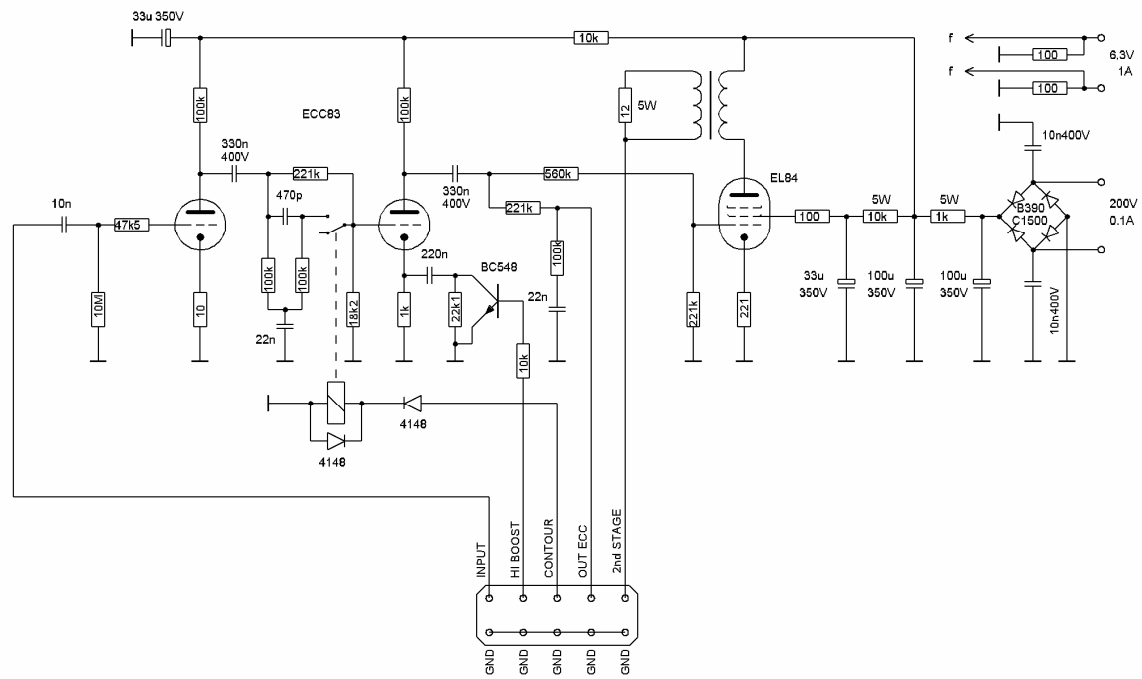 33u 350V
10k
f
100
6,3V
f
1A
100
100k
100k
ECC83
12
5W
10n400V
330n
400V
221k
330n
400V
560k
EL84
470p
10n
47k5
221k
100
5W
10k
5W
1k
B390
C1500
200V
0.1A
220n
BC548
100k
100k
100k
10M
10
18k2
1k
22k1
22n
22n
10k
221k
221
33u
350V
100u
350V
100u
350V
10n400V
4148
4148
INPUT
HI BOOST
CONTOUR
OUT ECC
2nd STAGE
GND
GND
GND
GND
GND